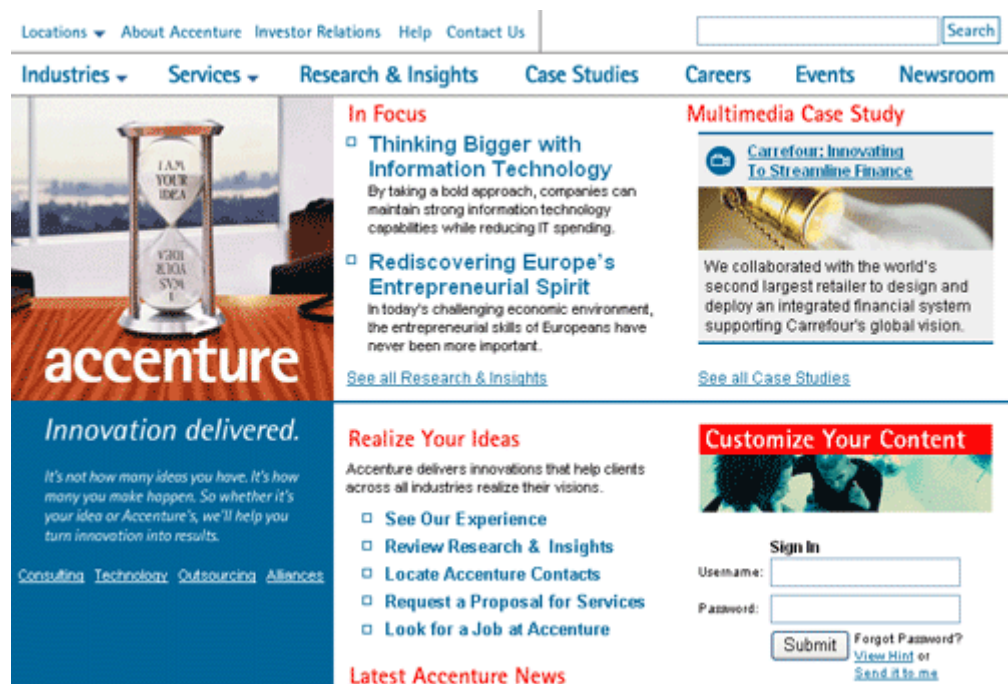 Locations About Accenture Investor Relations Help Contact Us
Search
Industries Services Research & Insights Case Studies Careers Events Newsroom
I AM
YOUR
IDEA
IDEA
YOUR
WAS
I
accenture
Innovation delivered.
It's not how many ideas you have. It's how
many you make happen. So whether it's
your idea or Accenture's, we'll help you
turn innovation into results.
Consulting Technology Outsourcing Alliances
In Focus
Thinking Bigger with
Information Technology
By taking a bold approach, companies can
maintain strong information technology
capabilities while reducing IT spending.
Rediscovering Europe's
Entrepreneurial Spirit
In today's challenging economic environment,
the entrepreneurial skills of Europeans have
never been more important.
See all Research & Insights
Multimedia Case Study
Carrefour: Innovating
To Streamline Finance
We collaborated with the world's
second largest retailer to design and
deploy an integrated financial system
supporting Carrefour's global vision.
See all Case Studies
Realize Your Ideas
Accenture delivers innovations that help clients
across all industries realize their visions.
See Our Experience
Review Research & Insights
Locate Accenture Contacts
Request a Proposal for Services
Look for a Job at Accenture
Latest Accenture News
Customize Your Content
Sign In
Username:
Password:
Submit
Forgot Password?
View Hint or
Send it to me